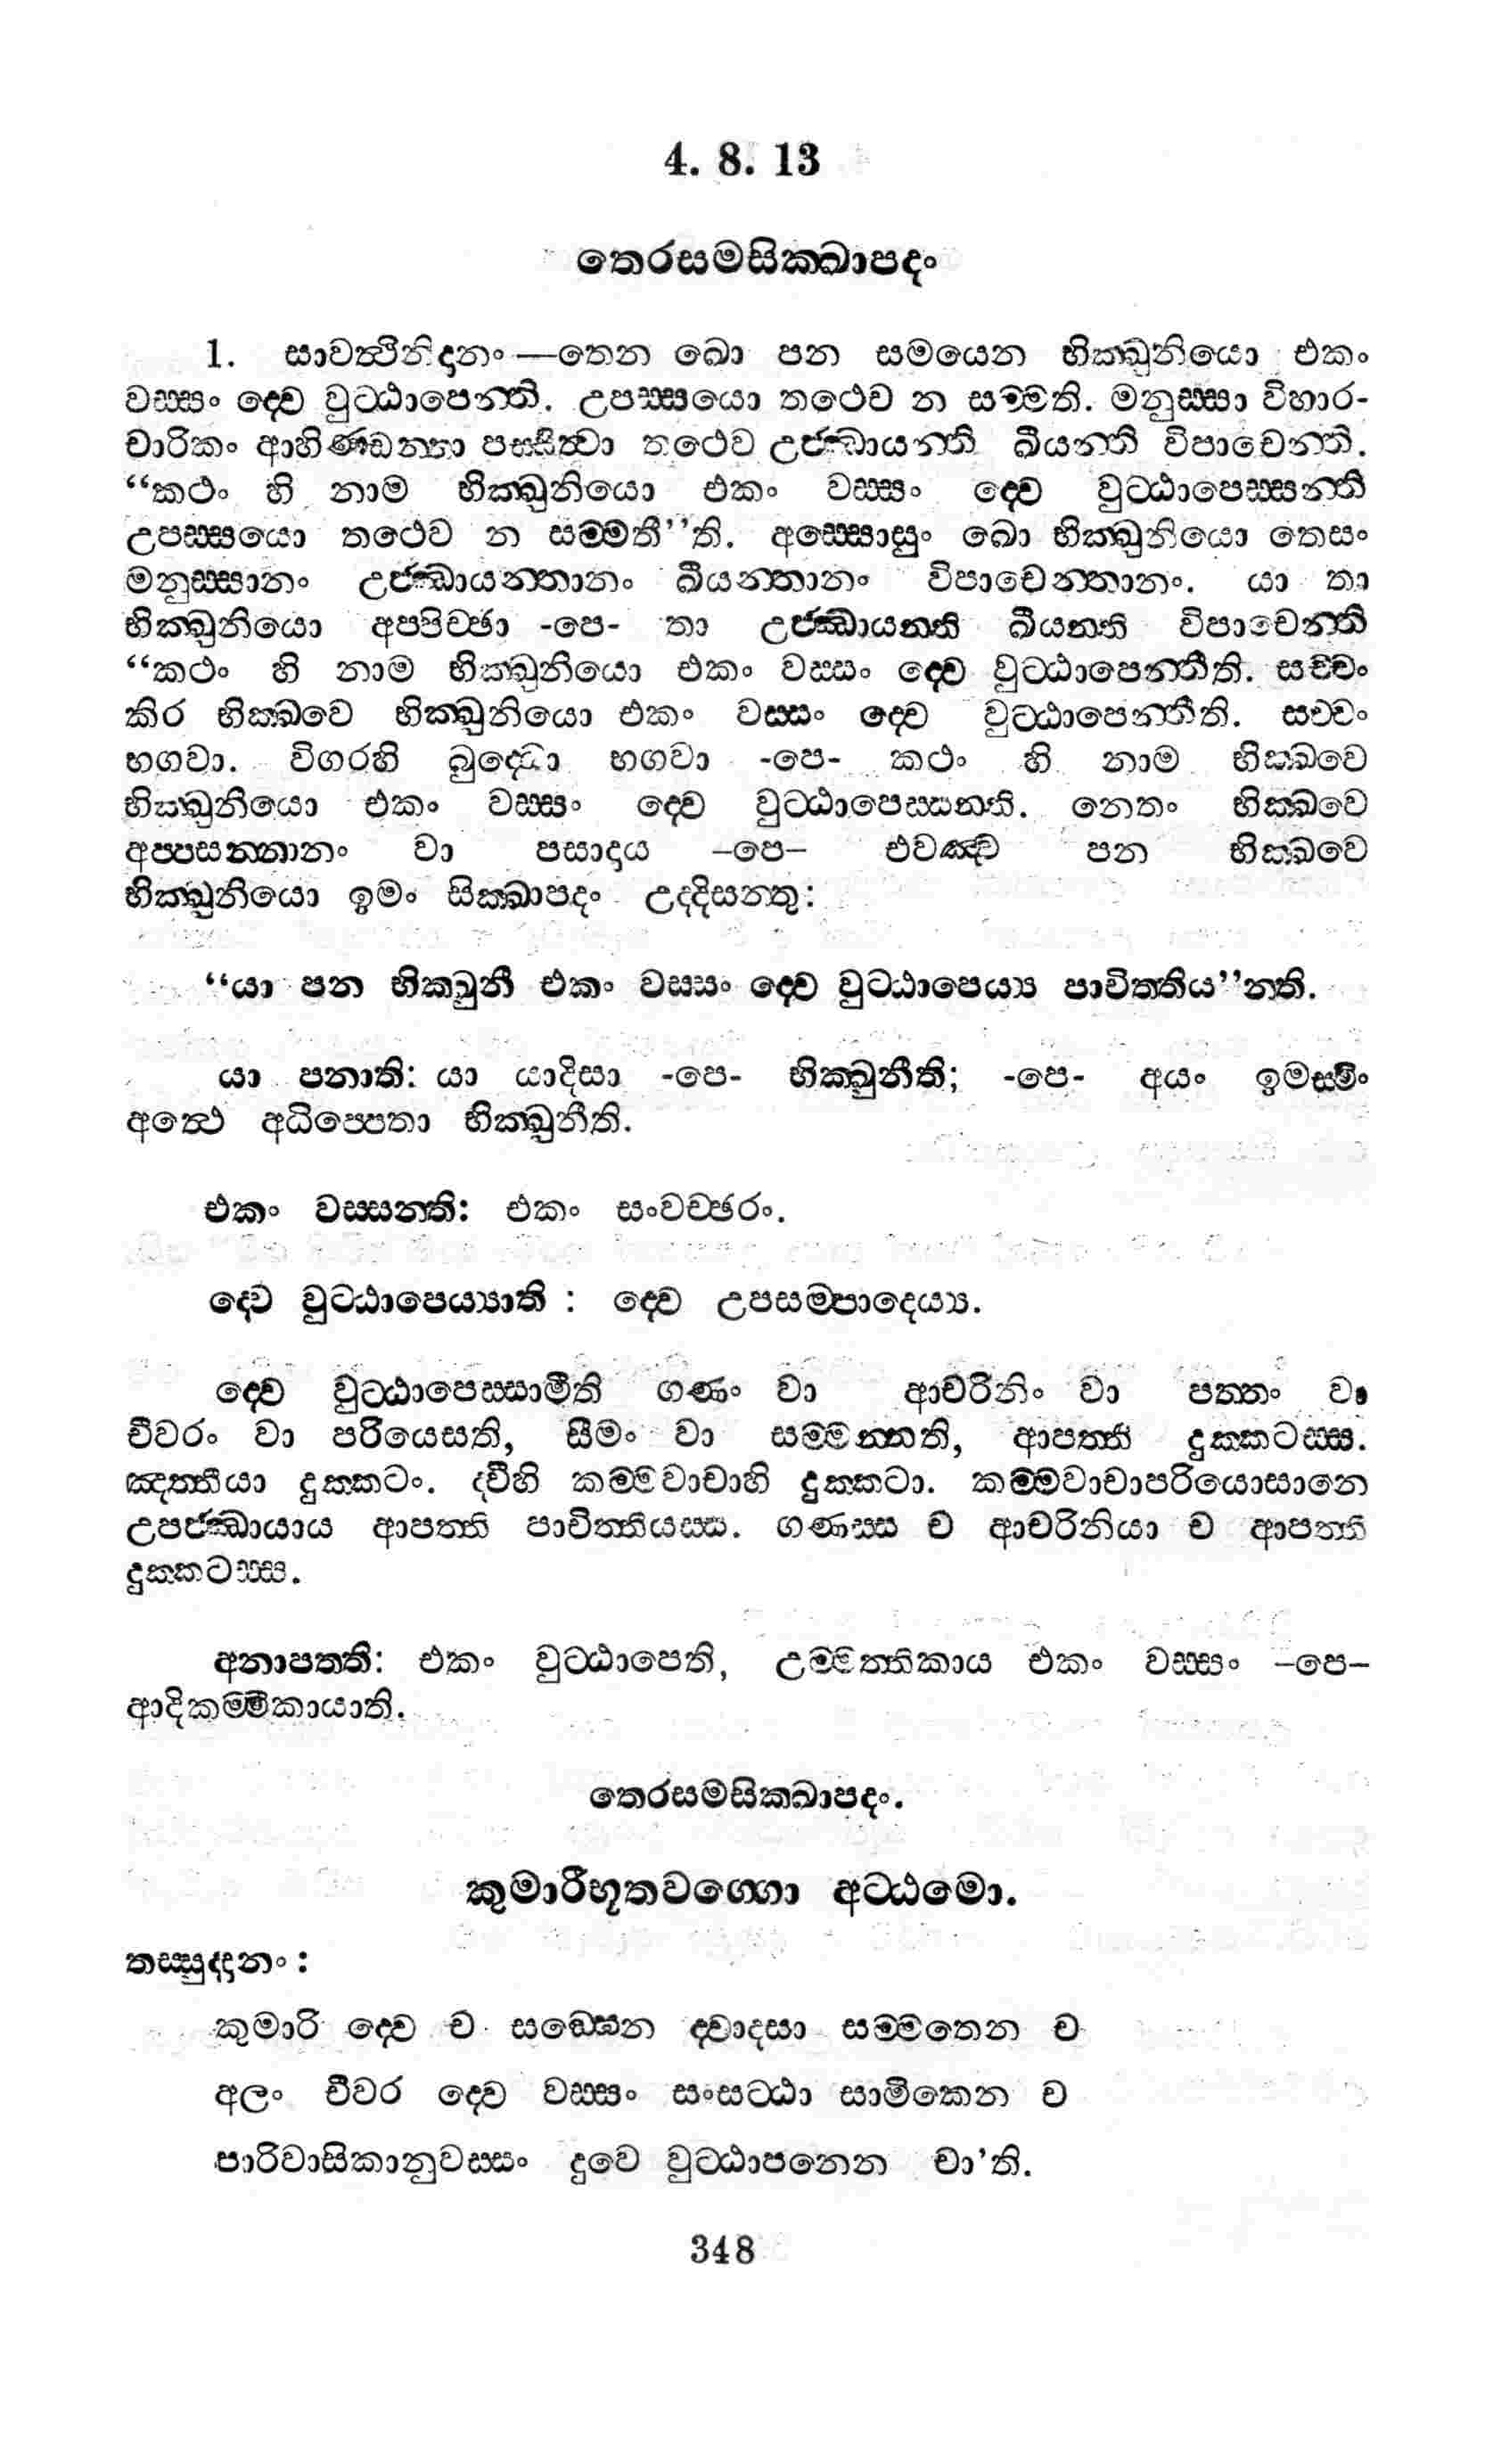 4. 8. 13
තෙරසමසික්ඛාපදං
1. සාවත්ථිනිදානං—තෙන ඛො පන සමයෙන භික්ඛුනියො එකං
වස්සං ද්වෙ වුට්ඨාපෙන්ති. උපස්සයො තථෙව න සම්මති. මනුස්සා විහාර-
චාරිකං ආහිණ්ඩන්තා පස්සිත්වා තථෙව උජ්ඣායන්ති ඛීයන්ති විපාචෙන්ති.
“කථං හි නාම භික්ඛුනියො එකං වස්සං ද්වෙ වුට්ඨාපෙස්සන්ති
උපස්සයො තථෙව න සම්මතී”ති. අස්සොසුං ඛො භික්ඛුනියො තෙසං
මනුස්සානං උජ්ඣායන්තානං ඛීයන්තානං විපාචෙන්තානං. යා තා
භික්ඛුනියො අප්පිච්ඡා -පෙ- තා උජ්ඣායන්ති ඛීයන්ති විපාචෙන්ති
“කථං හි නාම භික්ඛුනියො එකං වස්සං ද්වෙ වුට්ඨාපෙන්තීති. සච්චං
කිර භික්ඛවෙ භික්ඛුනියො එකං වස්සං ද්වෙ වුට්ඨාපෙන්තීති. සච්චං
භගවා. විගරහි බුද්ධො භගවා -පෙ- කථං හි නාම භික්ඛවෙ
භික්ඛුනියො එකං වස්සං ද්වෙ වුට්ඨාපෙස්සන්ති. නෙතං භික්ඛවෙ
අප්පසන්නානං වා පසාදාය –පෙ– එවඤ්ච පන භික්ඛවෙ
භික්ඛුනියො ඉමං සික්ඛාපදං උද්දිසන්තු:
“යා පන භික්ඛුනී එකං වස්සං ද්වෙ වුට්ඨාපෙය්‍ය පාචිත්තිය”න්ති.
යා පනාති: යා යාදිසා -පෙ- භික්ඛුනීති; -පෙ- අයං ඉමස්මිං
අත්ථෙ අධිප්පෙතා භික්ඛුනීති.
එකං වස්සන්ති: එකං සංවච්ඡරං.
ද්වෙ වුට්ඨාපෙය්‍යාති : ද්වෙ උපසම්පාදෙය්‍ය.
ද්වෙ වුට්ඨාපෙස්සාමීති ගණං වා ආචරිනිං වා පත්තං වා
චීවරං වා පරියෙසති, සීමං වා සම්මන්නති, ආපත්ති දුක්කටස්ස.
ඤත්තියා දුක්කටං. ද්වීහි කම්මවාචාහි දුක්කටා. කම්මවාචාපරියොසානෙ
උපජ්ඣායාය ආපත්ති පාචිත්තියස්ස. ගණස්ස ච ආචරිනියා ච ආපත්ති
දුක්කටස්ස.
අනාපත්ති: එකං වුට්ඨාපෙති, උම්මත්තිකාය එකං වස්සං –පෙ–
ආදිකම්මිකායාති.
තෙරසමසික්ඛාපදං.
කුමාරීභූතවග්ගො අට්ඨමො.
තස්සුද්දානං :
කුමාරි ද්වෙ ච සඞ්ඝෙන ද්වාදසා සම්මතෙන ච
අලං චීවර ද්වෙ වස්සං සංසට්ඨා සාමිකෙන ච
පාරිවාසිකානුවස්සං දුවෙ වුට්ඨාපනෙන චා’ති.
348